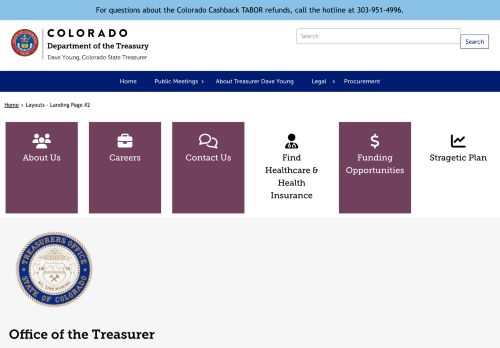 For questions about the Colorado Cashback TABOR refunds, call the hotline at 303-951-4996.
COLORADO
Department of the Treasury
Dave Young, Colorado State Treasurer
Search
Search
Home
Public Meetings
About Treasurer Dave Young
Legal
Procurement
Home › Layouts - Landing Page #2
About Us
Careers
Contact Us
Find
Healthcare &
Health
Insurance
Funding
Opportunities
Stragetic Plan
TREASURERS OFFICE
STATE OF COLORADO
Office of the Treasurer